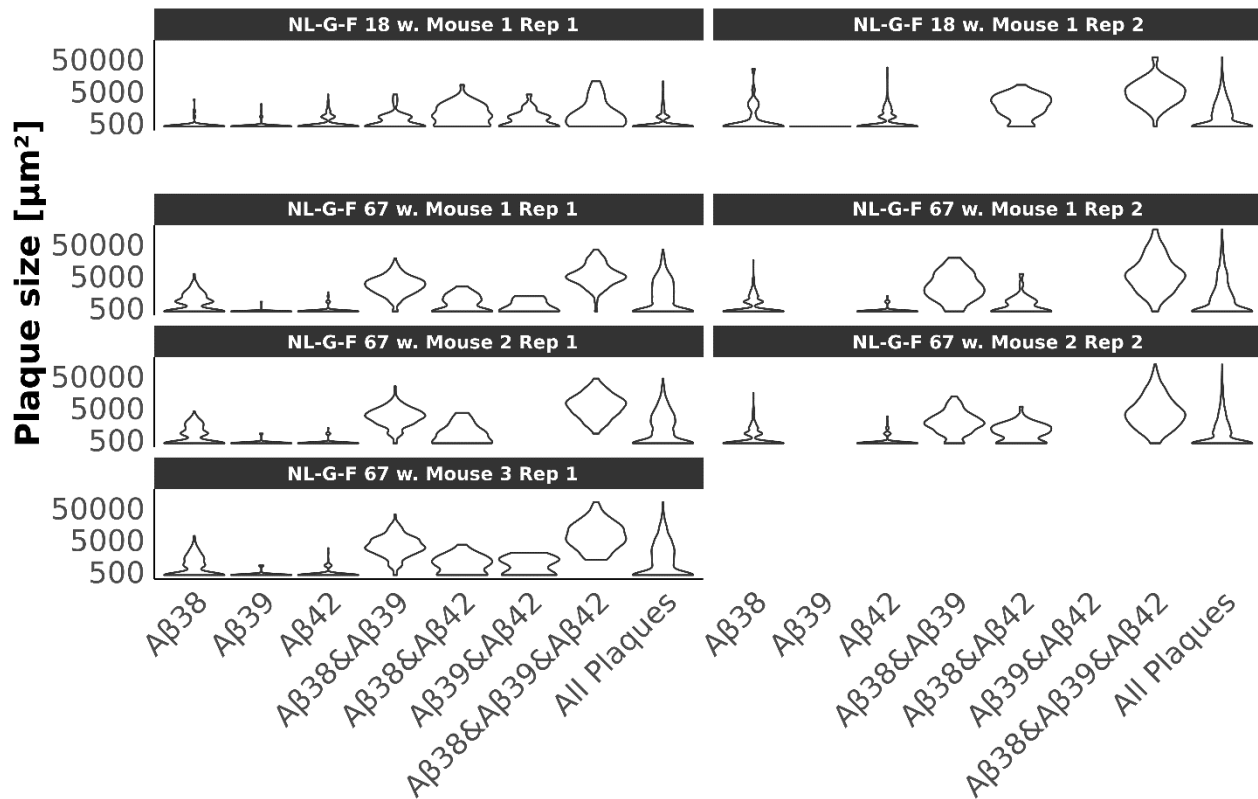 NL-G-F 18 w. Mouse 1 Rep 1
NL-G-F 18 w. Mouse 1 Rep 2
50000
5000
500
Plaque size [µm²]
NL-G-F 67 w. Mouse 1 Rep 1
NL-G-F 67 w. Mouse 1 Rep 2
50000
5000
500
NL-G-F 67 w. Mouse 2 Rep 1
NL-G-F 67 w. Mouse 2 Rep 2
50000
5000
500
NL-G-F 67 w. Mouse 3 Rep 1
50000
5000
500
Aβ38
Aβ39
Aβ42
Aβ38&Aβ39
Aβ38&Aβ42
Aβ39&Aβ42
Aβ38&Aβ39&Aβ42
All Plaques
Aβ38
Aβ39
Aβ42
Aβ38&Aβ39
Aβ38&Aβ42
Aβ39&Aβ42
Aβ38&Aβ39&Aβ42
All Plaques